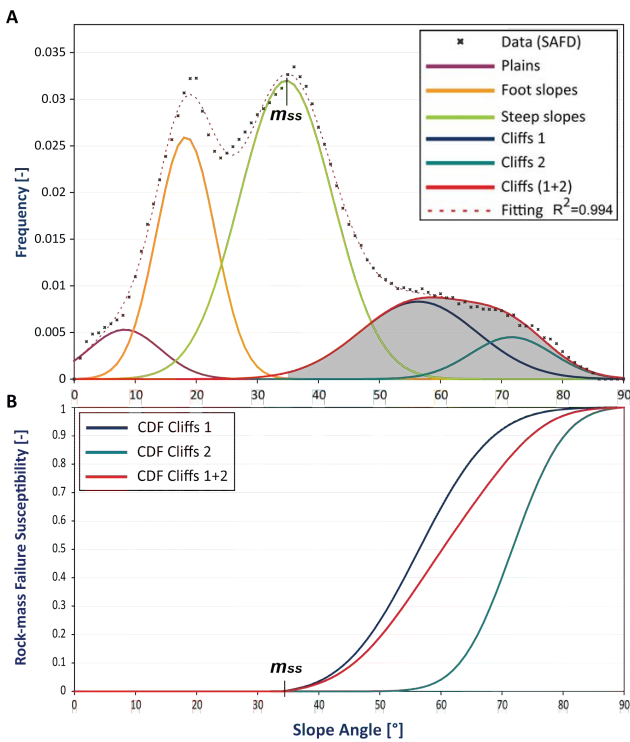 A
0.035
0.03
0.025
0.02
0.015
0.01
0.005
0
Frequency [-]
mss
Data (SAFD)
Plains
Foot slopes
Steep slopes
Cliffs 1
Cliffs 2
Cliffs (1+2)
Fitting R²=0.994
0 10 20 30 40 50 60 70 80 90
B
1
0.9
0.8
0.7
0.6
0.5
0.4
0.3
0.2
0.1
0
Rock-mass Failure Susceptibility [-]
CDF Cliffs 1
CDF Cliffs 2
CDF Cliffs 1+2
mss
0 10 20 30 40 50 60 70 80 90
Slope Angle [°]